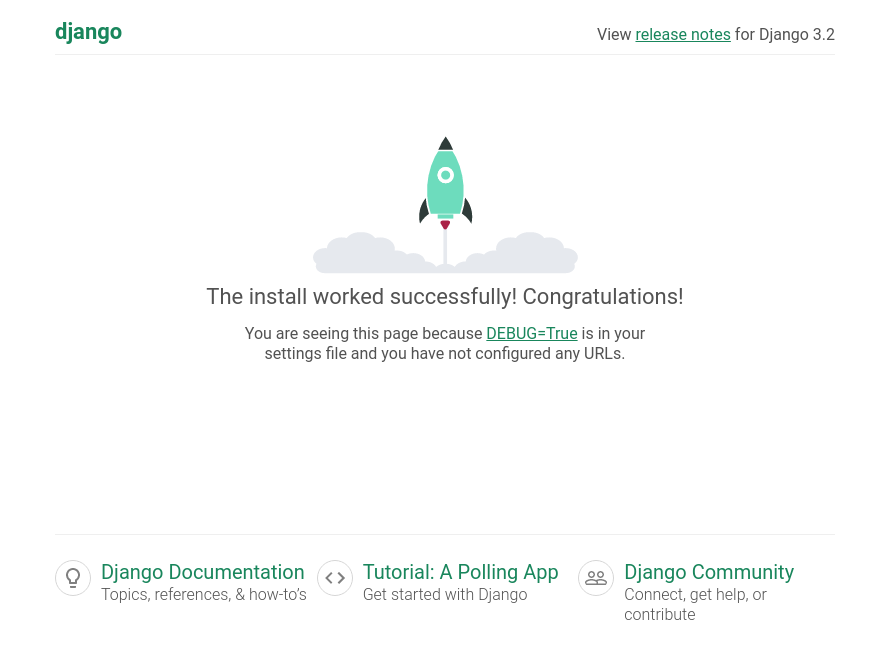 django
View release notes for Django 3.2
The install worked successfully! Congratulations!
You are seeing this page because DEBUG=True is in your
settings file and you have not configured any URLs.
Django Documentation
Topics, references, & how-to's
Tutorial: A Polling App
Get started with Django
Django Community
Connect, get help, or
contribute